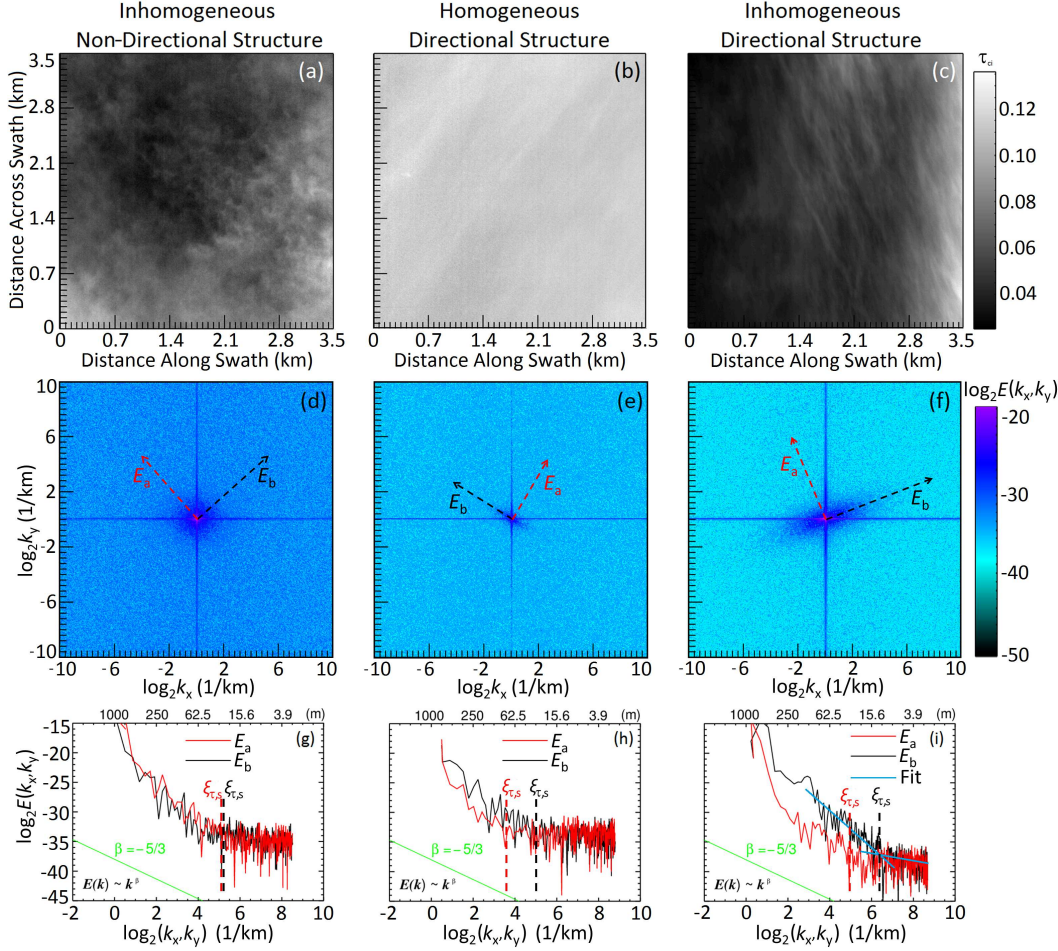 Inhomogeneous Homogeneous Inhomogeneous
Non-Directional Structure Directional Structure Directional Structure
(a) (b) (c)
τci
Distance Across Swath (km)
3.5
2.8
2.1
1.4
0.7
0
0.12
0.10
0.08
0.06
0.04
0 0.7 1.4 2.1 2.8 3.5 0 0.7 1.4 2.1 2.8 3.5 0 0.7 1.4 2.1 2.8 3.5
Distance Along Swath (km) Distance Along Swath (km) Distance Along Swath (km)
(d) (e) (f)
log2E(kx,ky)
log2ky (1/km)
10
6
2
-2
-6
-10
Ea Eb
Eb Ea
Ea Eb
-20
-30
-40
-50
-10 -6 -2 2 6 10 -10 -6 -2 2 6 10 -10 -6 -2 2 6 10
log2kx (1/km) log2kx (1/km) log2kx (1/km)
1000 250 62.5 15.6 3.9 (m) 1000 250 62.5 15.6 3.9 (m) 1000 250 62.5 15.6 3.9 (m)
(g) (h) (i)
log2E(kx,ky)
-15
-20
-25
-30
-35
-40
-45
Ea
Eb
ξτ,s ξτ,s
β=−5/3
E(k) ~ k^β
Ea
Eb
ξτ,s ξτ,s
β=−5/3
E(k) ~ k^β
Ea
Eb
Fit
ξτ,s ξτ,s
β=−5/3
E(k) ~ k^β
-2 0 2 4 6 8 10 -2 0 2 4 6 8 10 -2 0 2 4 6 8 10
log2(kx,ky) (1/km) log2(kx,ky) (1/km) log2(kx,ky) (1/km)